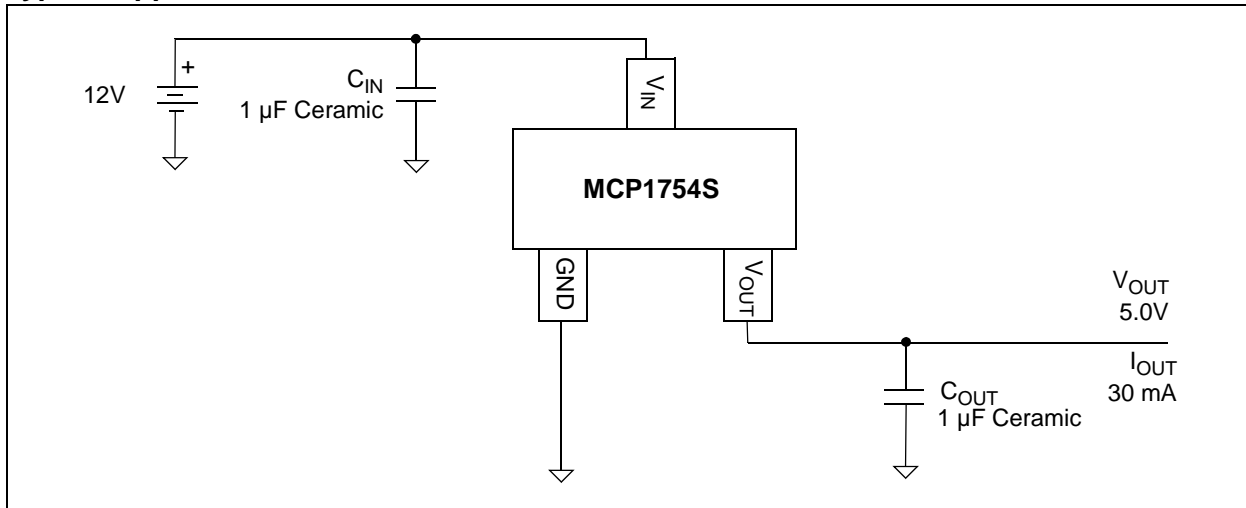 +
12V
C_IN
1 µF Ceramic
V_IN
MCP1754S
GND
V_OUT
V_OUT
5.0V
I_OUT
30 mA
C_OUT
1 µF Ceramic